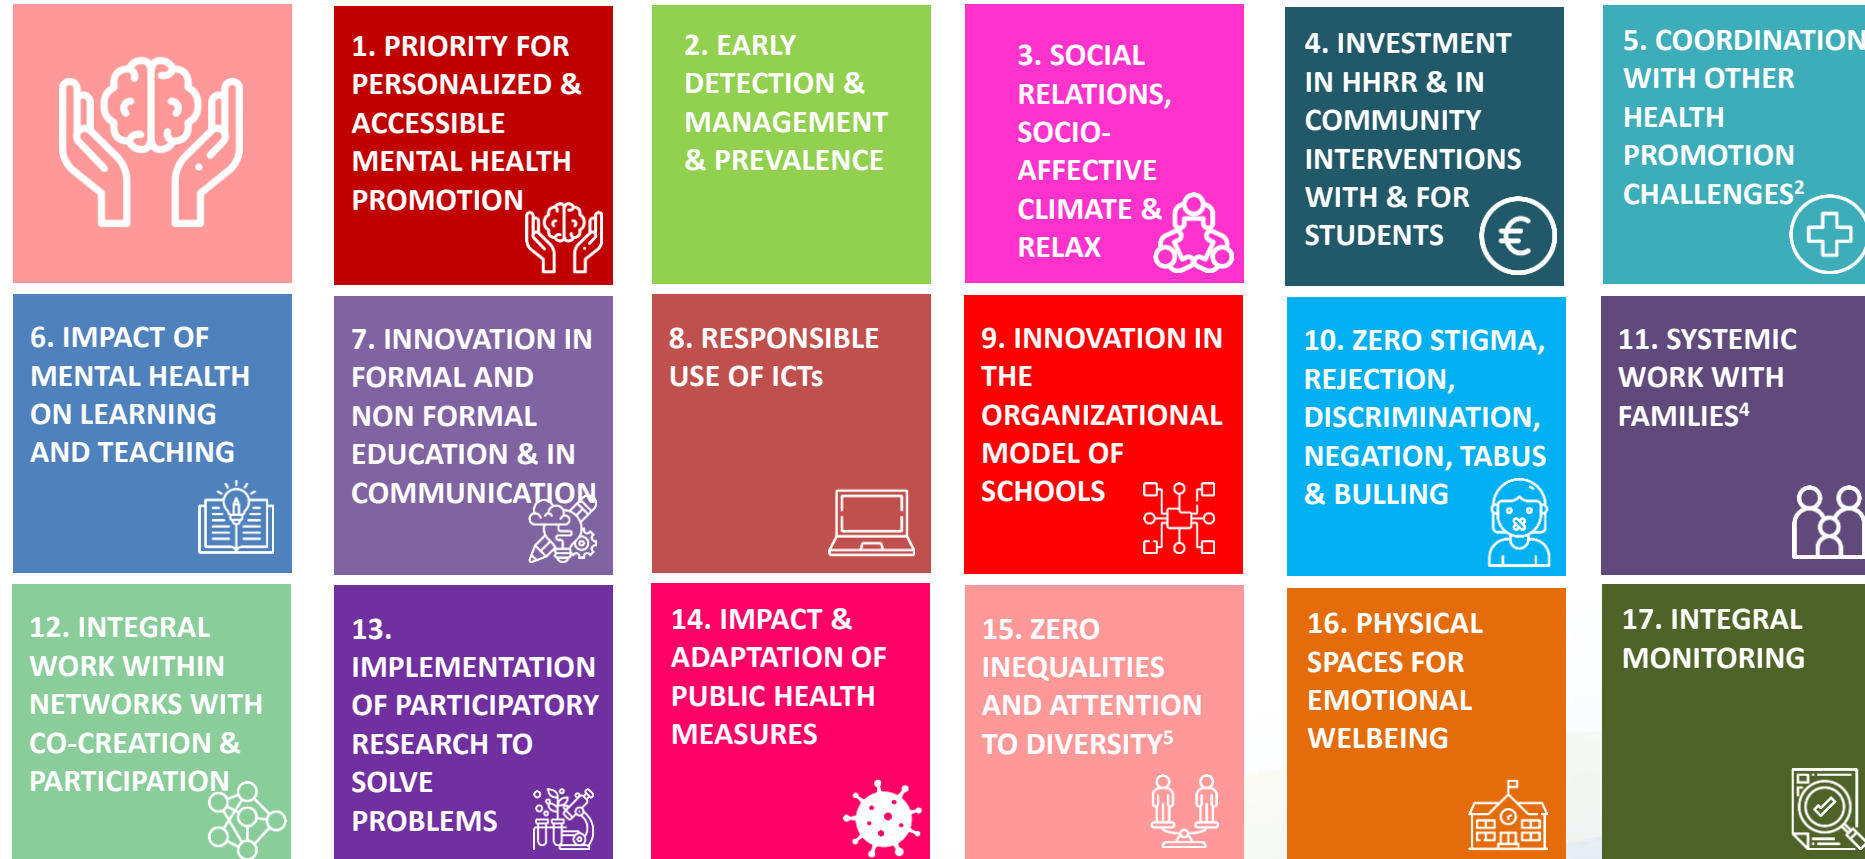 1. PRIORITY FOR
PERSONALIZED &
ACCESSIBLE
MENTAL HEALTH
PROMOTION
2. EARLY
DETECTION &
MANAGEMENT
& PREVALENCE
3. SOCIAL
RELATIONS,
SOCIO-
AFFECTIVE
CLIMATE &
RELAX
4. INVESTMENT
IN HHRR & IN
COMMUNITY
INTERVENTIONS
WITH & FOR
STUDENTS
€
5. COORDINATION
WITH OTHER
HEALTH
PROMOTION
CHALLENGES²
6. IMPACT OF
MENTAL HEALTH
ON LEARNING
AND TEACHING
7. INNOVATION IN
FORMAL AND
NON FORMAL
EDUCATION & IN
COMMUNICATION
8. RESPONSIBLE
USE OF ICTs
9. INNOVATION IN
THE
ORGANIZATIONAL
MODEL OF
SCHOOLS
10. ZERO STIGMA,
REJECTION,
DISCRIMINATION,
NEGATION, TABUS
& BULLING
11. SYSTEMIC
WORK WITH
FAMILIES⁴
12. INTEGRAL
WORK WITHIN
NETWORKS WITH
CO-CREATION &
PARTICIPATION
13.
IMPLEMENTATION
OF PARTICIPATORY
RESEARCH TO
SOLVE
PROBLEMS
14. IMPACT &
ADAPTATION OF
PUBLIC HEALTH
MEASURES
15. ZERO
INEQUALITIES
AND ATTENTION
TO DIVERSITY⁵
16. PHYSICAL
SPACES FOR
EMOTIONAL
WELBEING
17. INTEGRAL
MONITORING